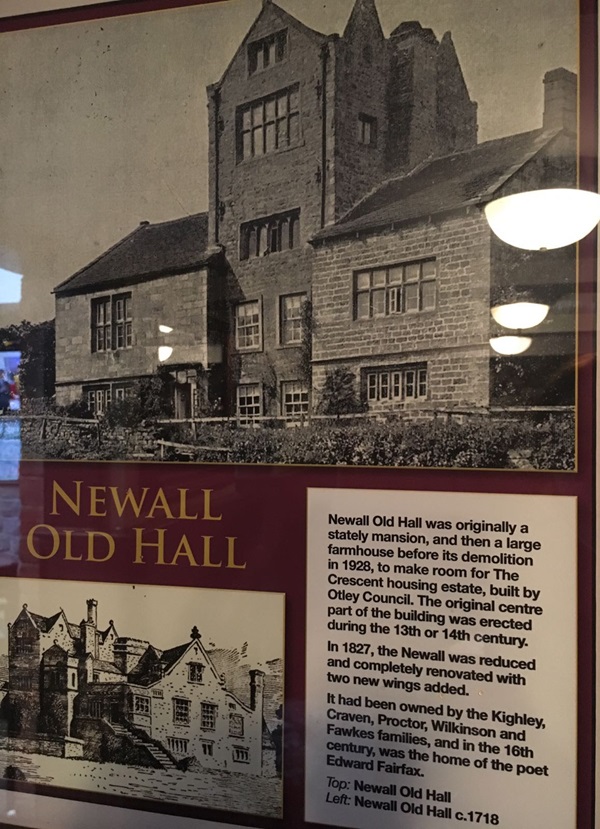 NEWALL
OLD HALL
Newall Old Hall was originally a
stately mansion, and then a large
farmhouse before its demolition
in 1928, to make room for The
Crescent housing estate, built by
Otley Council. The original centre
part of the building was erected
during the 13th or 14th century.
In 1827, the Newall was reduced
and completely renovated with
two new wings added.
It had been owned by the Kighley,
Craven, Proctor, Wilkinson and
Fawkes families, and in the 16th
century, was the home of the poet
Edward Fairfax.
Top: Newall Old Hall
Left: Newall Old Hall c.1718